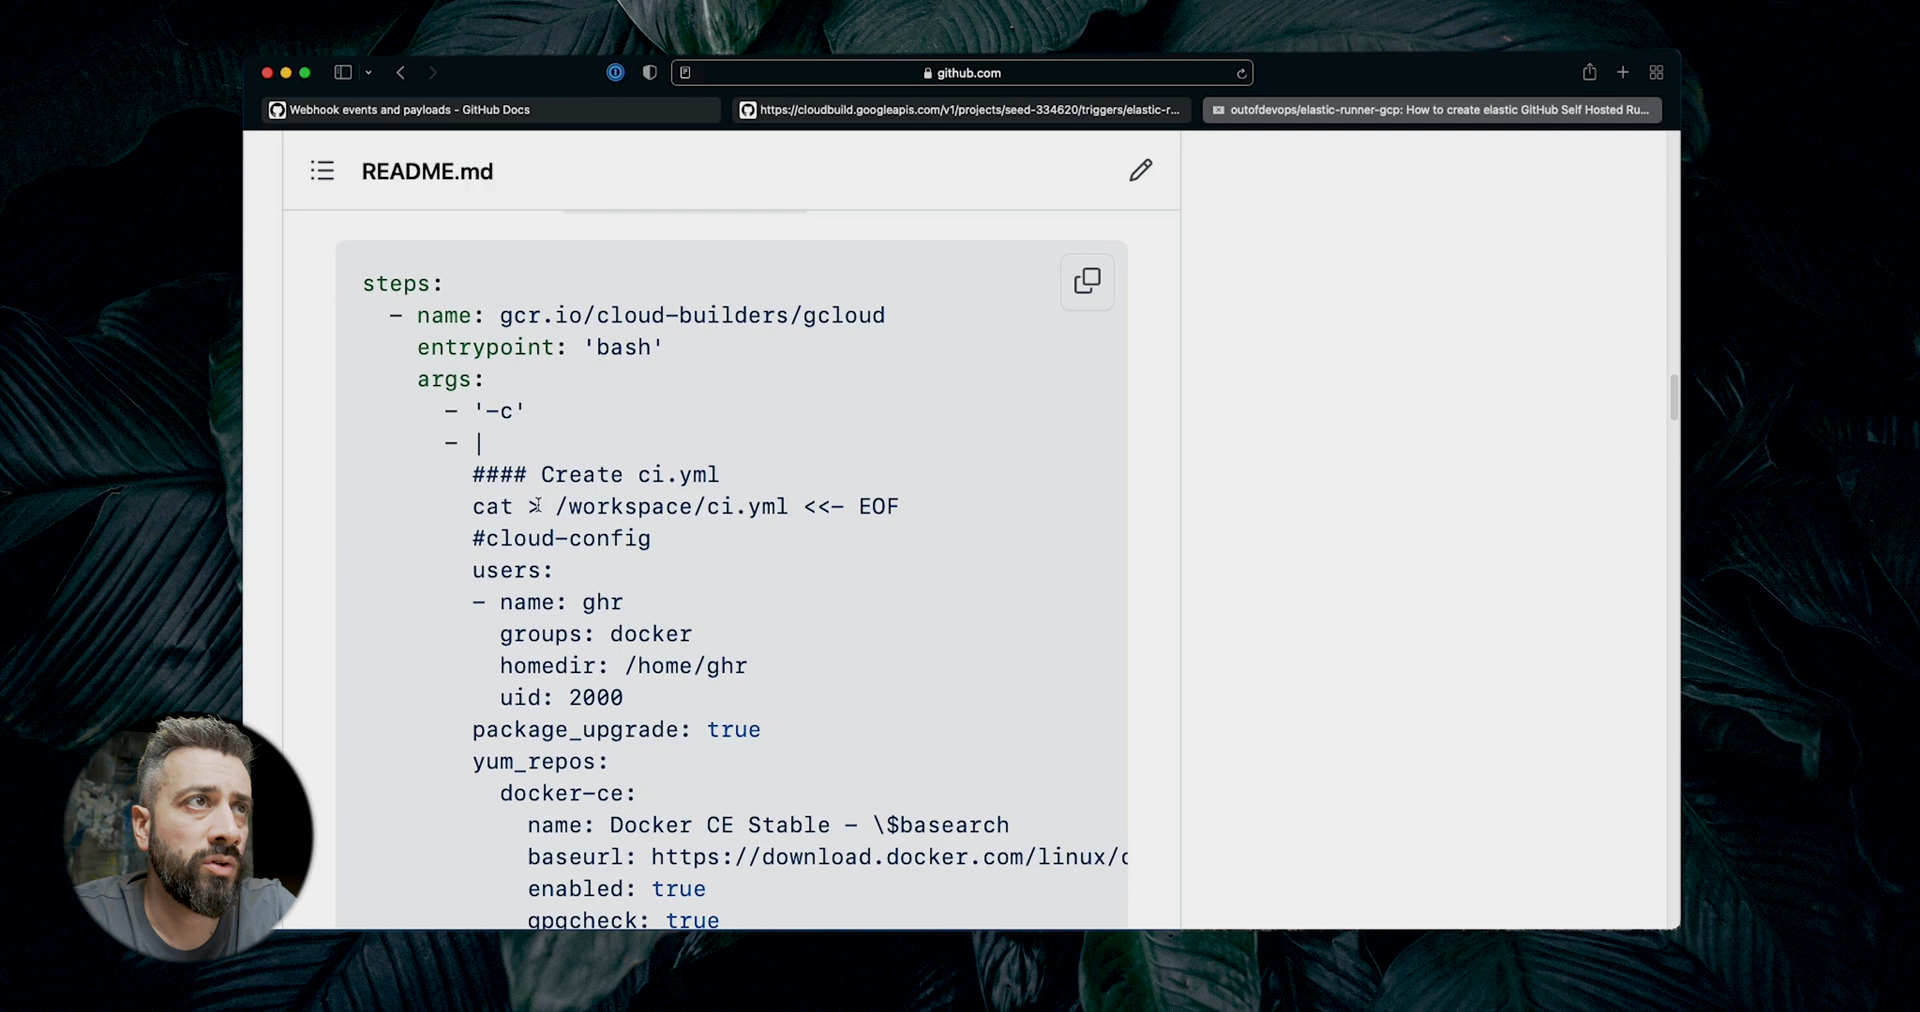 github.com
Webhook events and payloads - GitHub Docs
https://cloudbuild.googleapis.com/v1/projects/seed-334620/triggers/elastic-r...
outofdevops/elastic-runner-gcp: How to create elastic GitHub Self Hosted Ru...
README.md
steps:
- name: gcr.io/cloud-builders/gcloud
entrypoint: 'bash'
args:
- '-c'
- |
#### Create ci.yml
cat > /workspace/ci.yml <<- EOF
#cloud-config
users:
- name: ghr
groups: docker
homedir: /home/ghr
uid: 2000
package_upgrade: true
yum_repos:
docker-ce:
name: Docker CE Stable - \$basearch
baseurl: https://download.docker.com/linux/c
enabled: true
gpgcheck: true